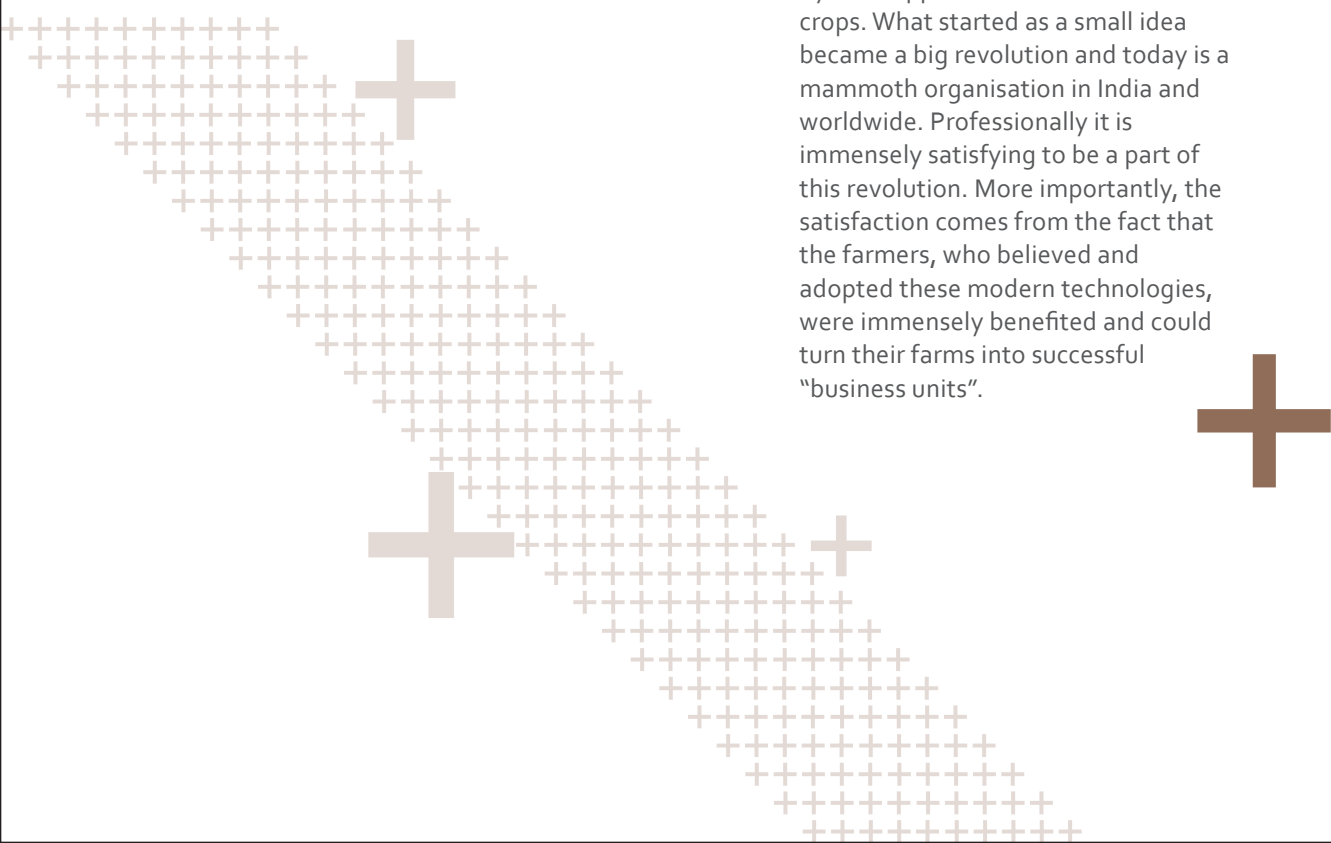 crops. What started as a small idea
became a big revolution and today is a
mammoth organisation in India and
worldwide. Professionally it is
immensely satisfying to be a part of
this revolution. More importantly, the
satisfaction comes from the fact that
the farmers, who believed and
adopted these modern technologies,
were immensely benefited and could
turn their farms into successful
“business units”.